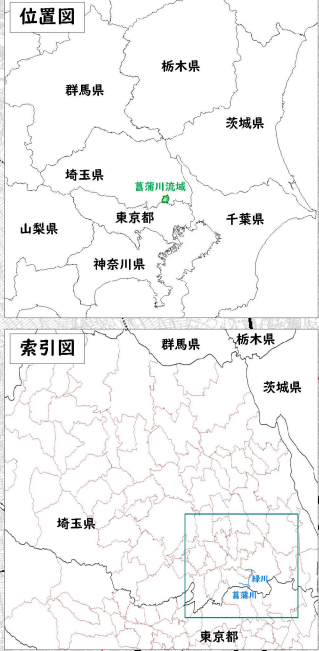 位置図
栃木県
群馬県
茨城県
埼玉県
菖蒲川流域
東京都
千葉県
山梨県
神奈川県
索引図
群馬県
栃木県
茨城県
埼玉県
緑川
菖蒲川
東京都